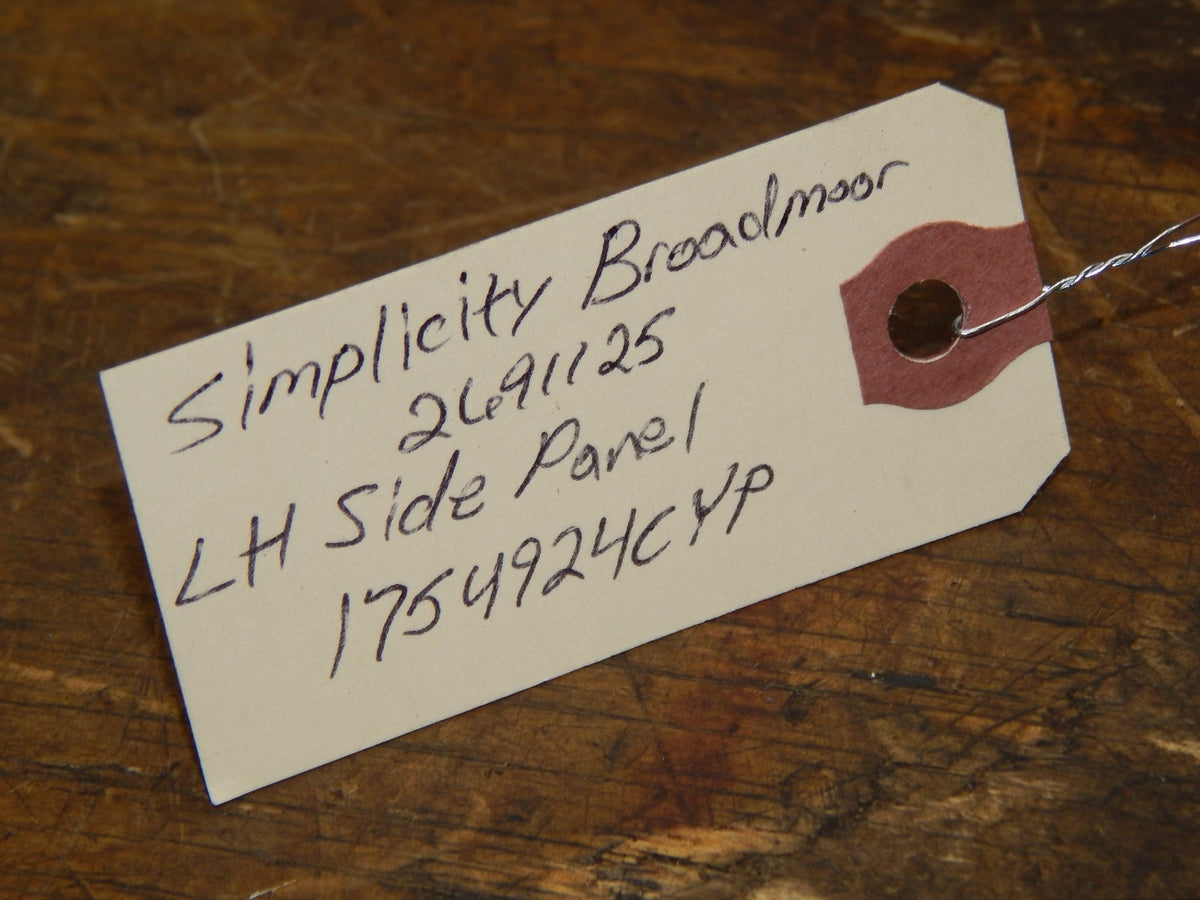 Simplicity Broadmoor
2691125
LH Side Panel
1754924CYP